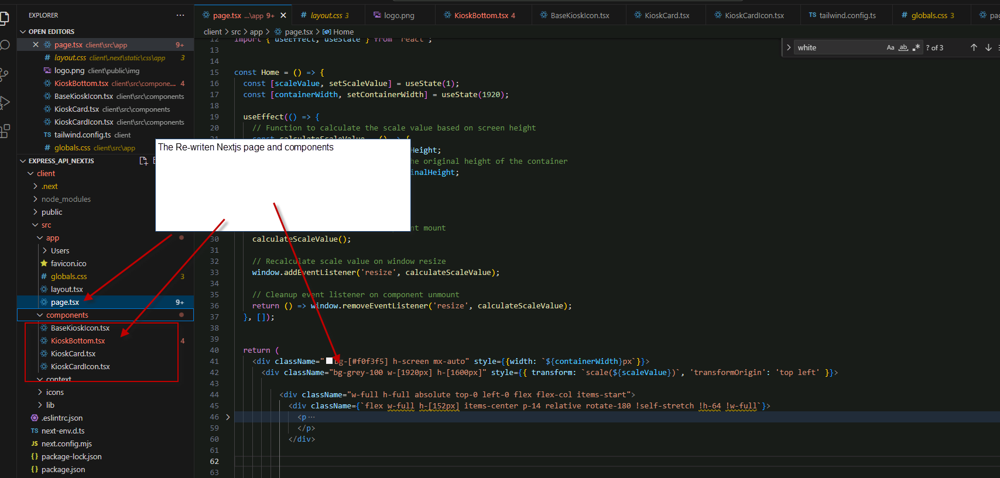 EXPLORER
OPEN EDITORS
page.tsx client\src\app 9+
layout.css client\.next\static\css\app 3
logo.png client\public\img
KioskBottom.tsx client\src\compone... 4
BaseKioskIcon.tsx client\src\components
KioskCard.tsx client\src\components
KioskCardIcon.tsx client\src\components
tailwind.config.ts client
globals.css client\src\app
EXPRESS_API_NEXTJS
client
.next
node_modules
public
src
app
Users
favicon.ico
globals.css 3
layout.tsx
page.tsx 9+
components
BaseKioskIcon.tsx
KioskBottom.tsx 4
KioskCard.tsx
KioskCardIcon.tsx
context
icons
lib
.eslintrc.json
next-env.d.ts
next.config.mjs
package-lock.json
package.json
page.tsx ...\app 9+
layout.css 3
logo.png
KioskBottom.tsx 4
BaseKioskIcon.tsx
KioskCard.tsx
KioskCardIcon.tsx
TS tailwind.config.ts
globals.css 3
client > src > app > page.tsx > Home
white Aa ab ? of 3
12 import { useEffect, useState } from 'react';
13
14
15 const Home = () => {
16 const [scaleValue, setScaleValue] = useState(1);
17 const [containerWidth, setContainerWidth] = useState(1920);
18
19 useEffect(() => {
20 // Function to calculate the scale value based on screen height
21 const calculateScaleValue = () => {
Height;
he original height of the container
inalHeight;
The Re-writen Nextjs page and components
nt mount
30 calculateScaleValue();
31
32 // Recalculate scale value on window resize
33 window.addEventListener('resize', calculateScaleValue);
34
35 // Cleanup event listener on component unmount
36 return () => window.removeEventListener('resize', calculateScaleValue);
37 }, []);
38
39
40 return (
41 <div className="bg-[#f0f3f5] h-screen mx-auto" style={{width: `${containerWidth}px`}}>
42 <div className="bg-grey-100 w-[1920px] h-[1600px]" style={{ transform: `scale(${scaleValue})`, 'transformOrigin': 'top left' }}>
43
44 <div className="w-full h-full absolute top-0 left-0 flex flex-col items-start">
45 <div className={`flex w-full h-[152px] items-center p-14 relative rotate-180 !self-stretch !h-64 !w-full`}>
46 <p ...
59 </p>
60 </div>
61
62
63